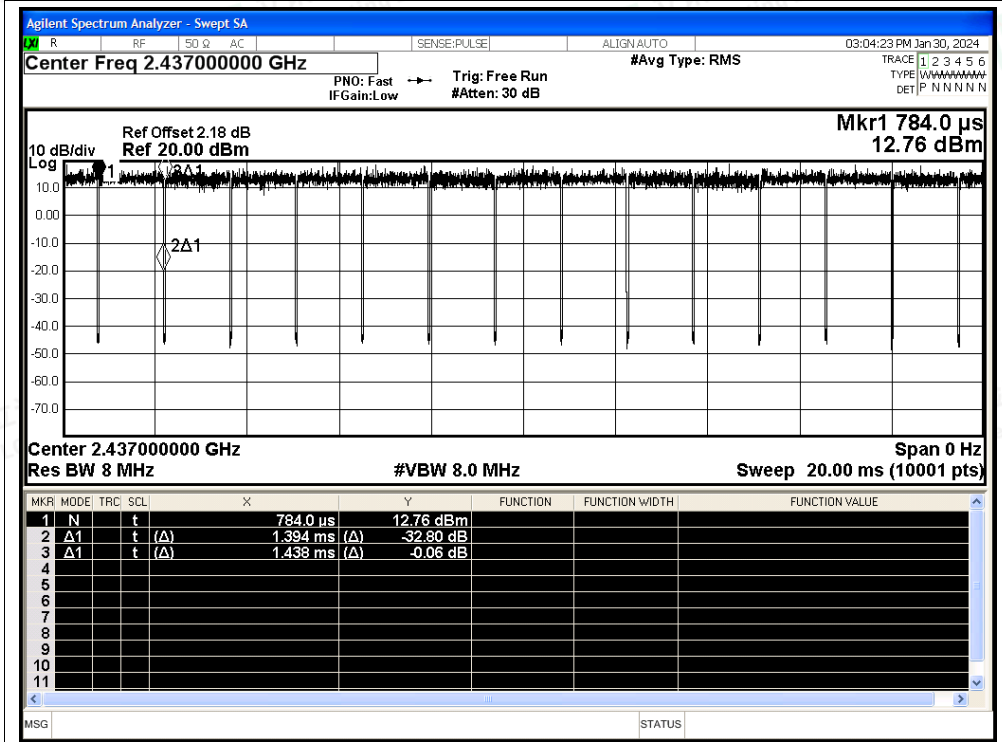 Agilent Spectrum Analyzer - Swept SA
LXI R RF 50 Ω AC SENSE:PULSE ALIGN AUTO 03:04:23 PM Jan 30, 2024
Center Freq 2.437000000 GHz
#Avg Type: RMS
TRACE 1 2 3 4 5 6
PNO: Fast Trig: Free Run
TYPE
IFGain:Low #Atten: 30 dB
DET P N N N N N
Mkr1 784.0 µs
12.76 dBm
Ref Offset 2.18 dB
10 dB/div Ref 20.00 dBm
Log
1
3Δ1
10.0
0.00
-10.0
2Δ1
-20.0
-30.0
-40.0
-50.0
-60.0
-70.0
Center 2.437000000 GHz Span 0 Hz
Res BW 8 MHz #VBW 8.0 MHz Sweep 20.00 ms (10001 pts)
MKR MODE TRC SCL X Y FUNCTION FUNCTION WIDTH FUNCTION VALUE
1 N t 784.0 µs 12.76 dBm
2 Δ1 t (Δ) 1.394 ms (Δ) -32.80 dB
3 Δ1 t (Δ) 1.438 ms (Δ) -0.06 dB
4
5
6
7
8
9
10
11
MSG STATUS